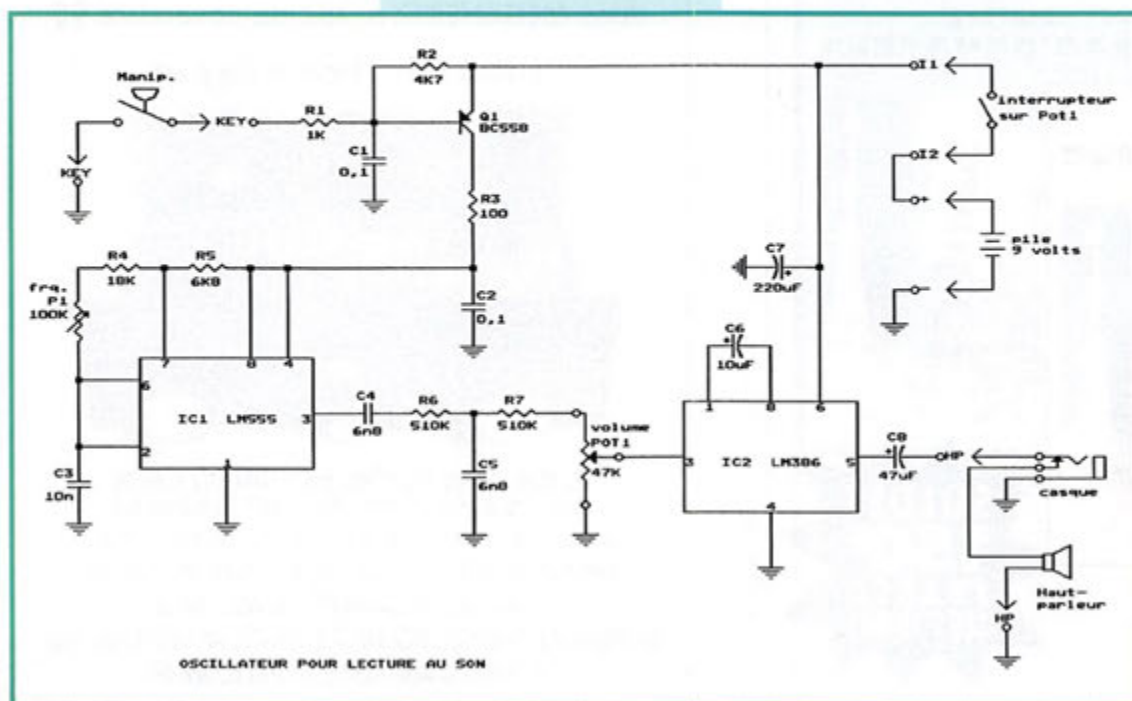 Manip.
KEY
KEY
R1
1K
R2
4K7
Q1
BC558
C1
0,1
R3
100
R4
18K
R5
6K8
frq.
P1
100K
C2
0,1
7
8
4
6
IC1 LM555
3
2
1
C3
10n
C4
6n8
R6
510K
R7
510K
C5
6n8
volume
POT1
47K
C7
+
220uF
C6
+
10uF
1
8
6
3
IC2 LM386
5
4
C8
+
47uF
HP
casque
Haut-
parleur
HP
I1
interrupteur
sur Pot1
I2
+
pile
9 volts
-
OSCILLATEUR POUR LECTURE AU SON